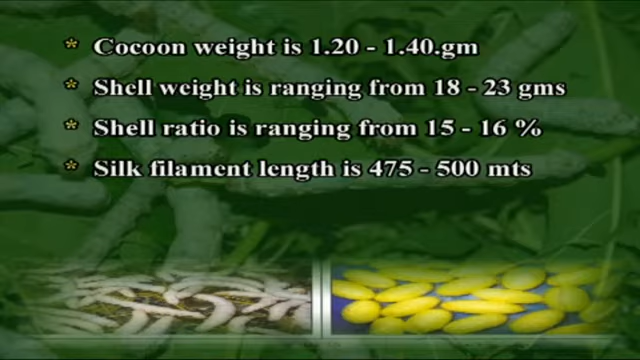 * Cocoon weight is 1.20 - 1.40.gm
* Shell weight is ranging from 18 - 23 gms
* Shell ratio is ranging from 15 - 16 %
* Silk filament length is 475 - 500 mts